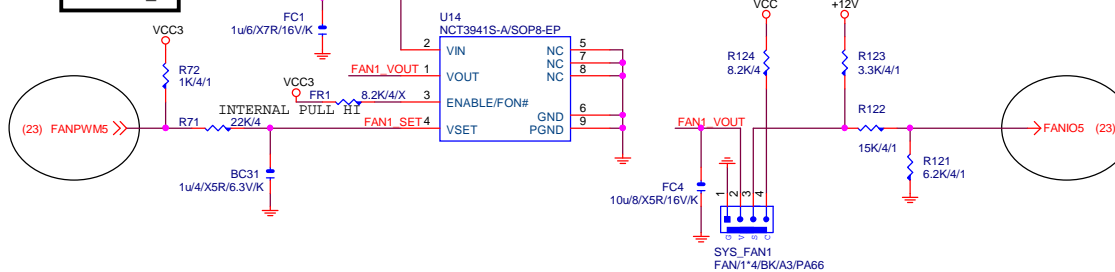 FC1
1u/6/X7R/16V/K
VCC3
R72
1K/4/1
(23) FANPWM5
R71
22K/4
INTERNAL PULL HI
BC31
1u/4/X5R/6.3V/K
VCC3
FR1
8.2K/4/X
FAN1_VOUT
FAN1_SET
U14
NCT3941S-A/SOP8-EP
2 VIN
1 VOUT
3 ENABLE/FON#
4 VSET
NC 5
NC 7
NC 8
GND 6
PGND 9
VCC
+12V
R124
8.2K/4
R123
3.3K/4/1
FAN1_VOUT
R122
15K/4/1
FANIO5 (23)
R121
6.2K/4/1
FC4
10u/8/X5R/16V/K
1 2 3 4
G V S C
SYS_FAN1
FAN/1*4/BK/A3/PA66